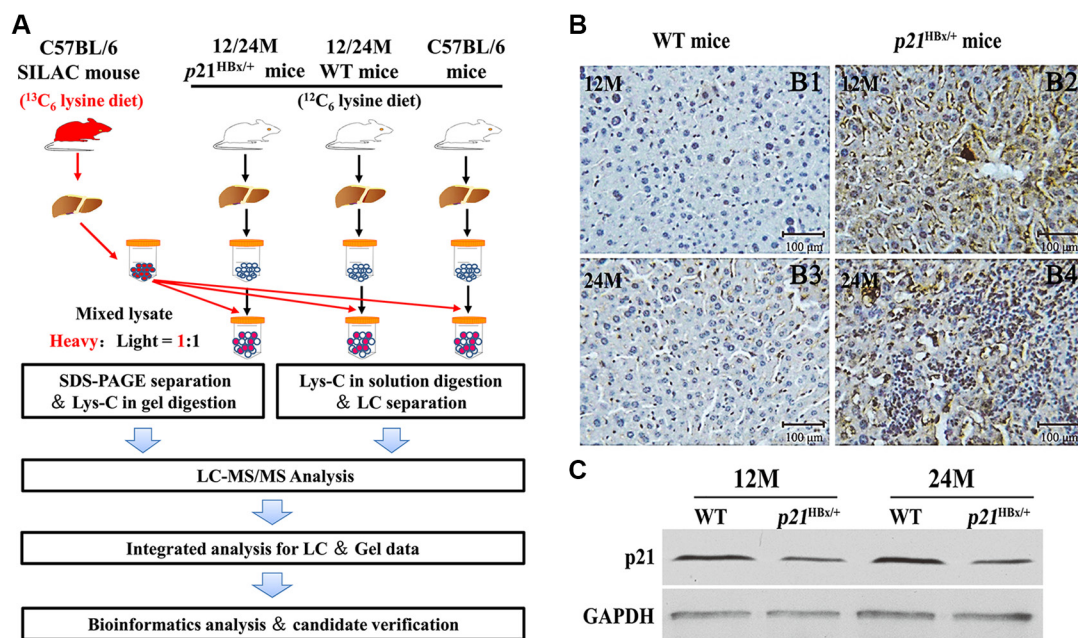 A
C57BL/6
SILAC mouse
(¹³C₆ lysine diet)
12/24M
p21ᴴᴮˣ/⁺ mice
12/24M
WT mice
C57BL/6
mice
(¹²C₆ lysine diet)
Mixed lysate
Heavy: Light = 1:1
SDS-PAGE separation
& Lys-C in gel digestion
Lys-C in solution digestion
& LC separation
LC-MS/MS Analysis
Integrated analysis for LC & Gel data
Bioinformatics analysis & candidate verification
B
WT mice
p21ᴴᴮˣ/⁺ mice
12M
B1
100 μm
12M
B2
100 μm
24M
B3
100 μm
24M
B4
100 μm
C
12M
24M
WT
p21ᴴᴮˣ/⁺
WT
p21ᴴᴮˣ/⁺
p21
GAPDH